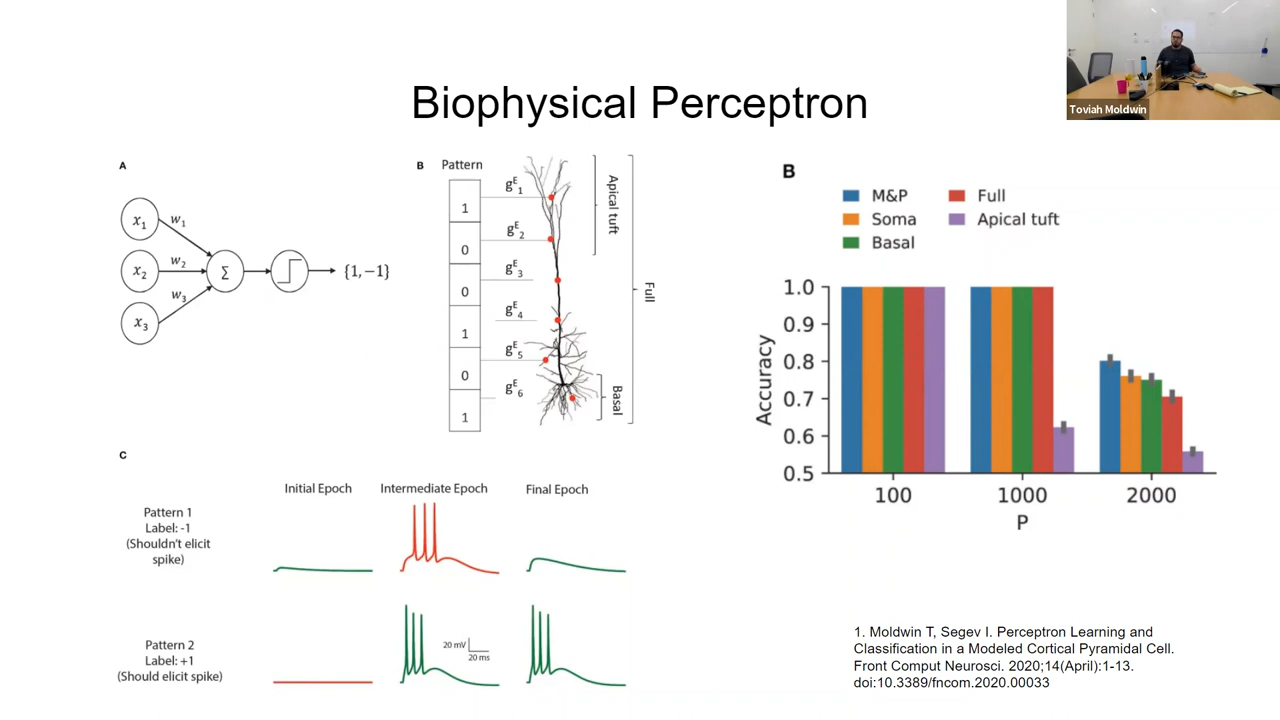 Biophysical Perceptron
Toviah Moldwin
A
x₁
w₁
x₂
w₂
x₃
w₃
Σ
{1,−1}
B
Pattern
1
0
0
1
0
1
gᴱ₁
gᴱ₂
gᴱ₃
gᴱ₄
gᴱ₅
gᴱ₆
Apical tuft
Full
Basal
C
Initial Epoch
Intermediate Epoch
Final Epoch
Pattern 1
Label: -1
(Shouldn't elicit
spike)
Pattern 2
Label: +1
(Should elicit spike)
20 mV
20 ms
B
M&P
Full
Soma
Apical tuft
Basal
Accuracy
1.0
0.9
0.8
0.7
0.6
0.5
100
1000
2000
P
1. Moldwin T, Segev I. Perceptron Learning and
Classification in a Modeled Cortical Pyramidal Cell.
Front Comput Neurosci. 2020;14(April):1-13.
doi:10.3389/fncom.2020.00033